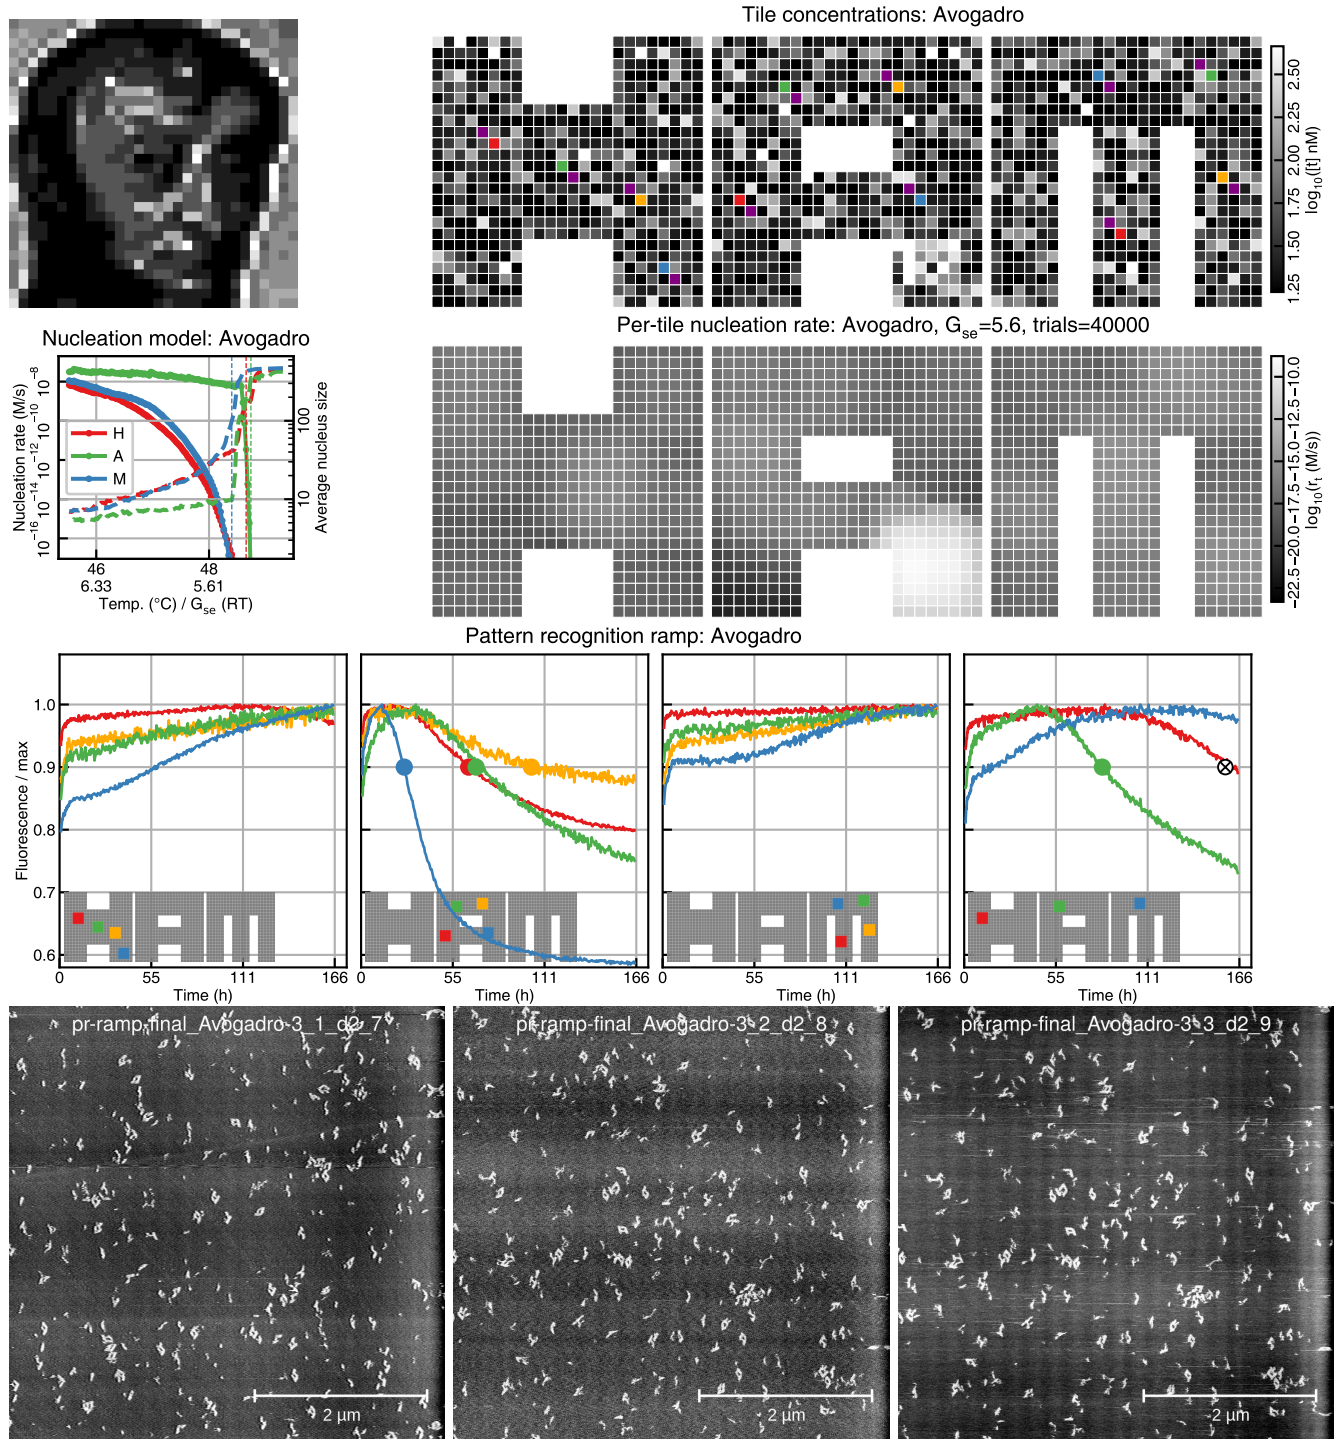 Tile concentrations: Avogadro
2.50
2.25
2.00
1.75
1.50
1.25
log10([t] nM)
Nucleation model: Avogadro
Nucleation rate (M/s)
10−8
10−10
10−12
10−14
10−16
H
A
M
100
10
Average nucleus size
46
48
6.33
5.61
Temp. (°C) / Gse (RT)
Per-tile nucleation rate: Avogadro, Gse=5.6, trials=40000
−10.0
−12.5
−15.0
−17.5
−20.0
−22.5
log10(rt (M/s))
Pattern recognition ramp: Avogadro
Fluorescence / max
1.0
0.9
0.8
0.7
0.6
0 55 111 166
0 55 111 166
0 55 111 166
0 55 111 166
Time (h)
Time (h)
Time (h)
Time (h)
pr-ramp-final_Avogadro-3_1_d2_7
pr-ramp-final_Avogadro-3_2_d2_8
pr-ramp-final_Avogadro-3_3_d2_9
2 µm
2 µm
2 µm